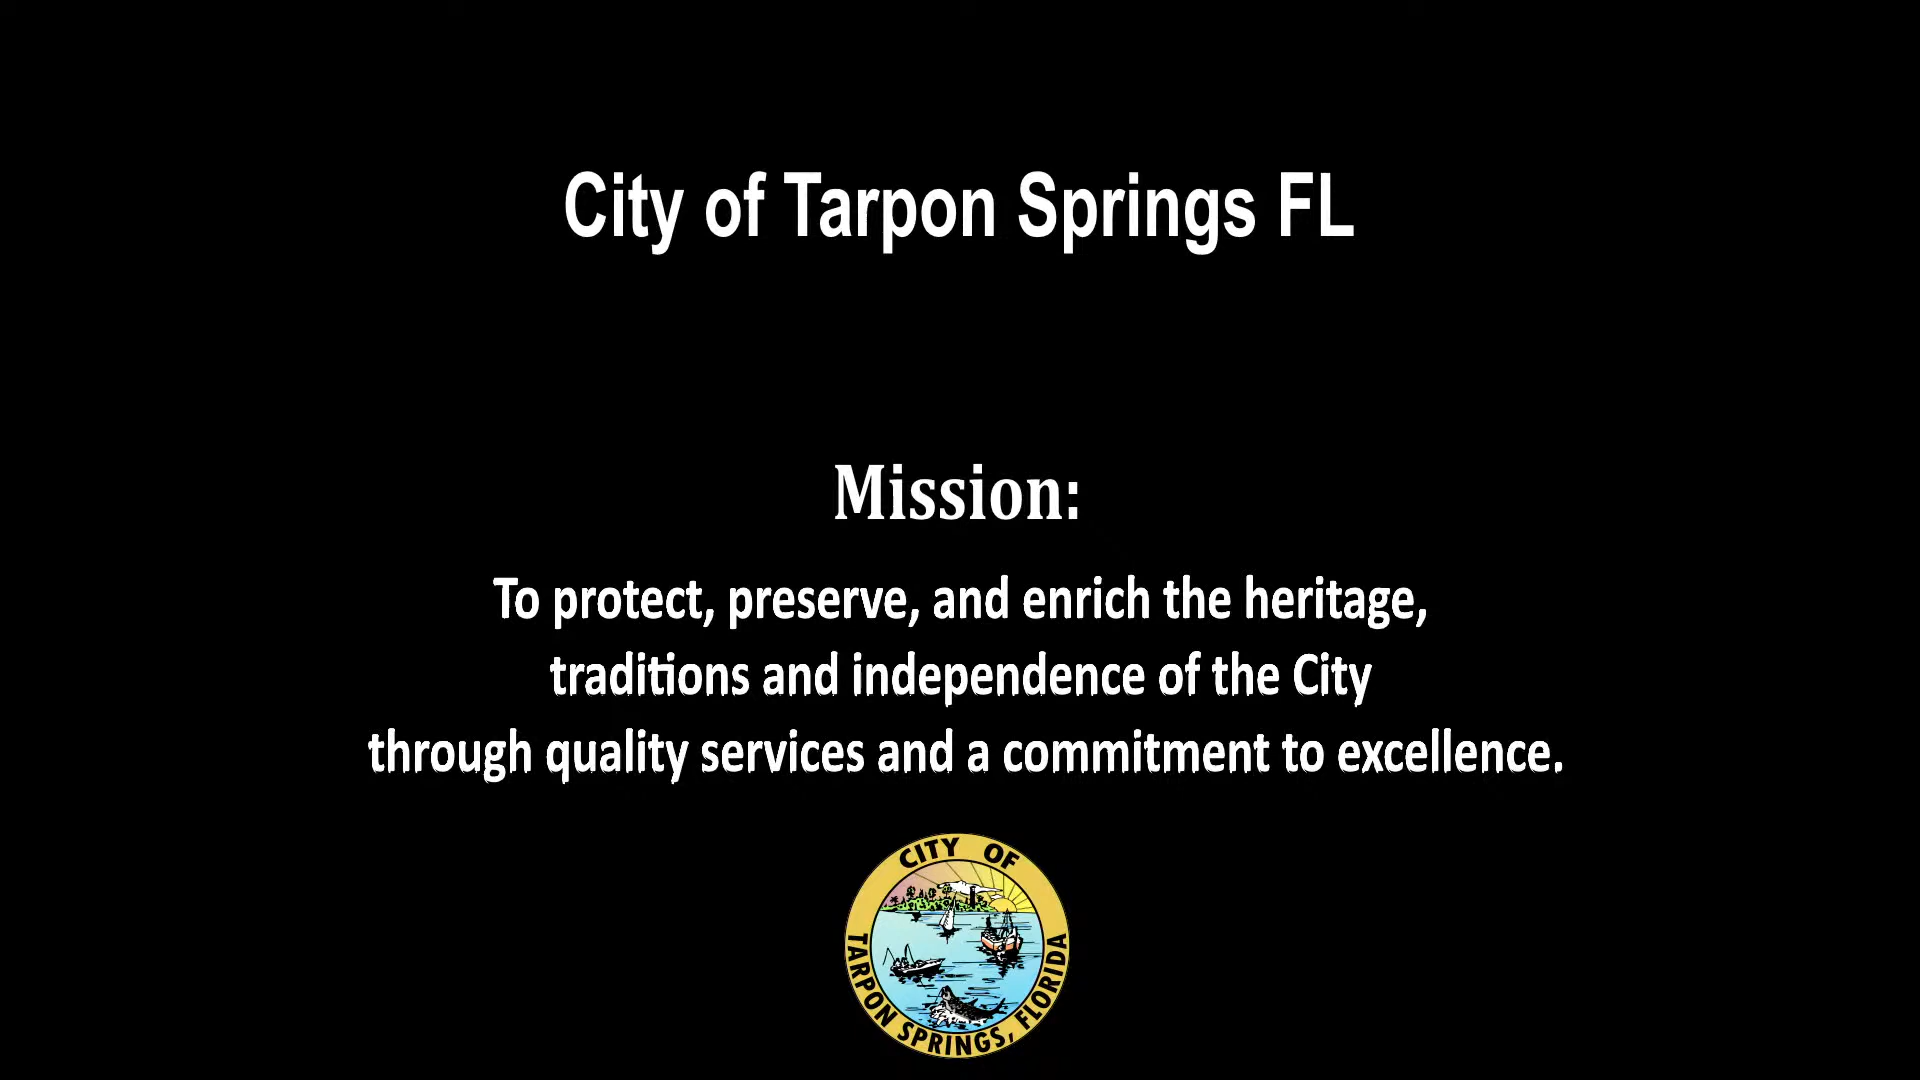 City of Tarpon Springs FL
Mission:
To protect, preserve, and enrich the heritage,
traditions and independence of the City
through quality services and a commitment to excellence.
CITY OF
TARPON SPRINGS, FLORIDA